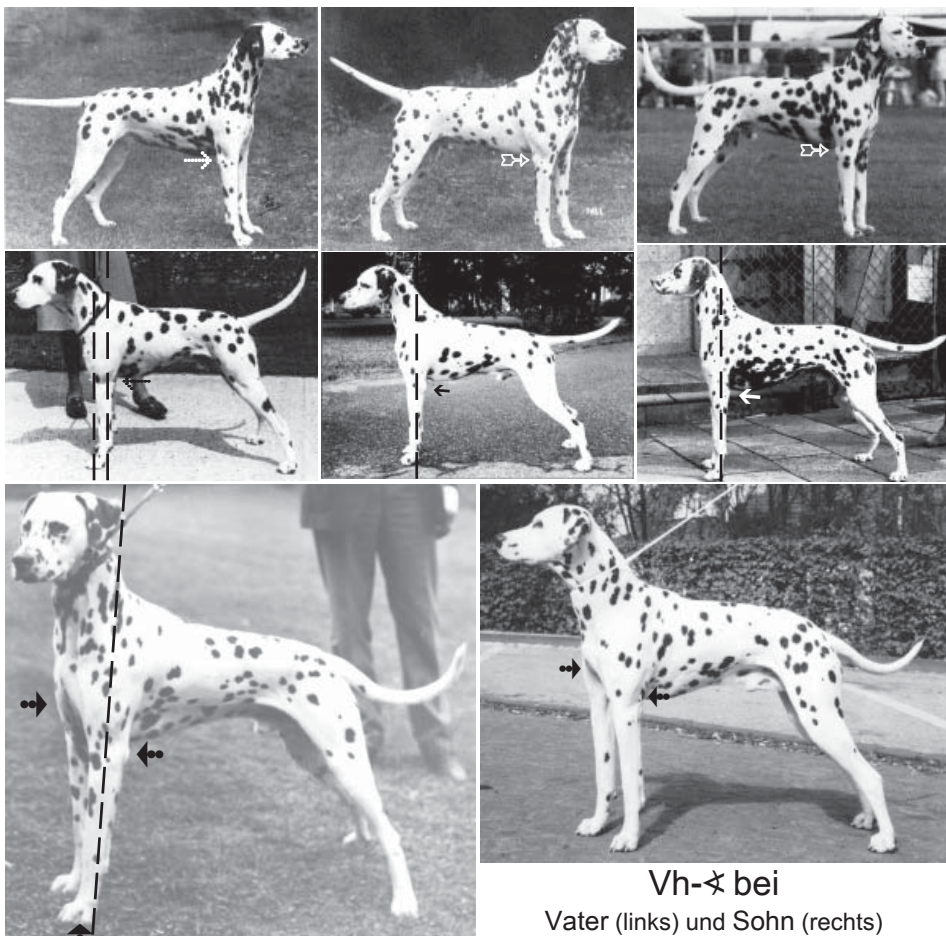 Vh-∢ bei
Vater (links) und Sohn (rechts)